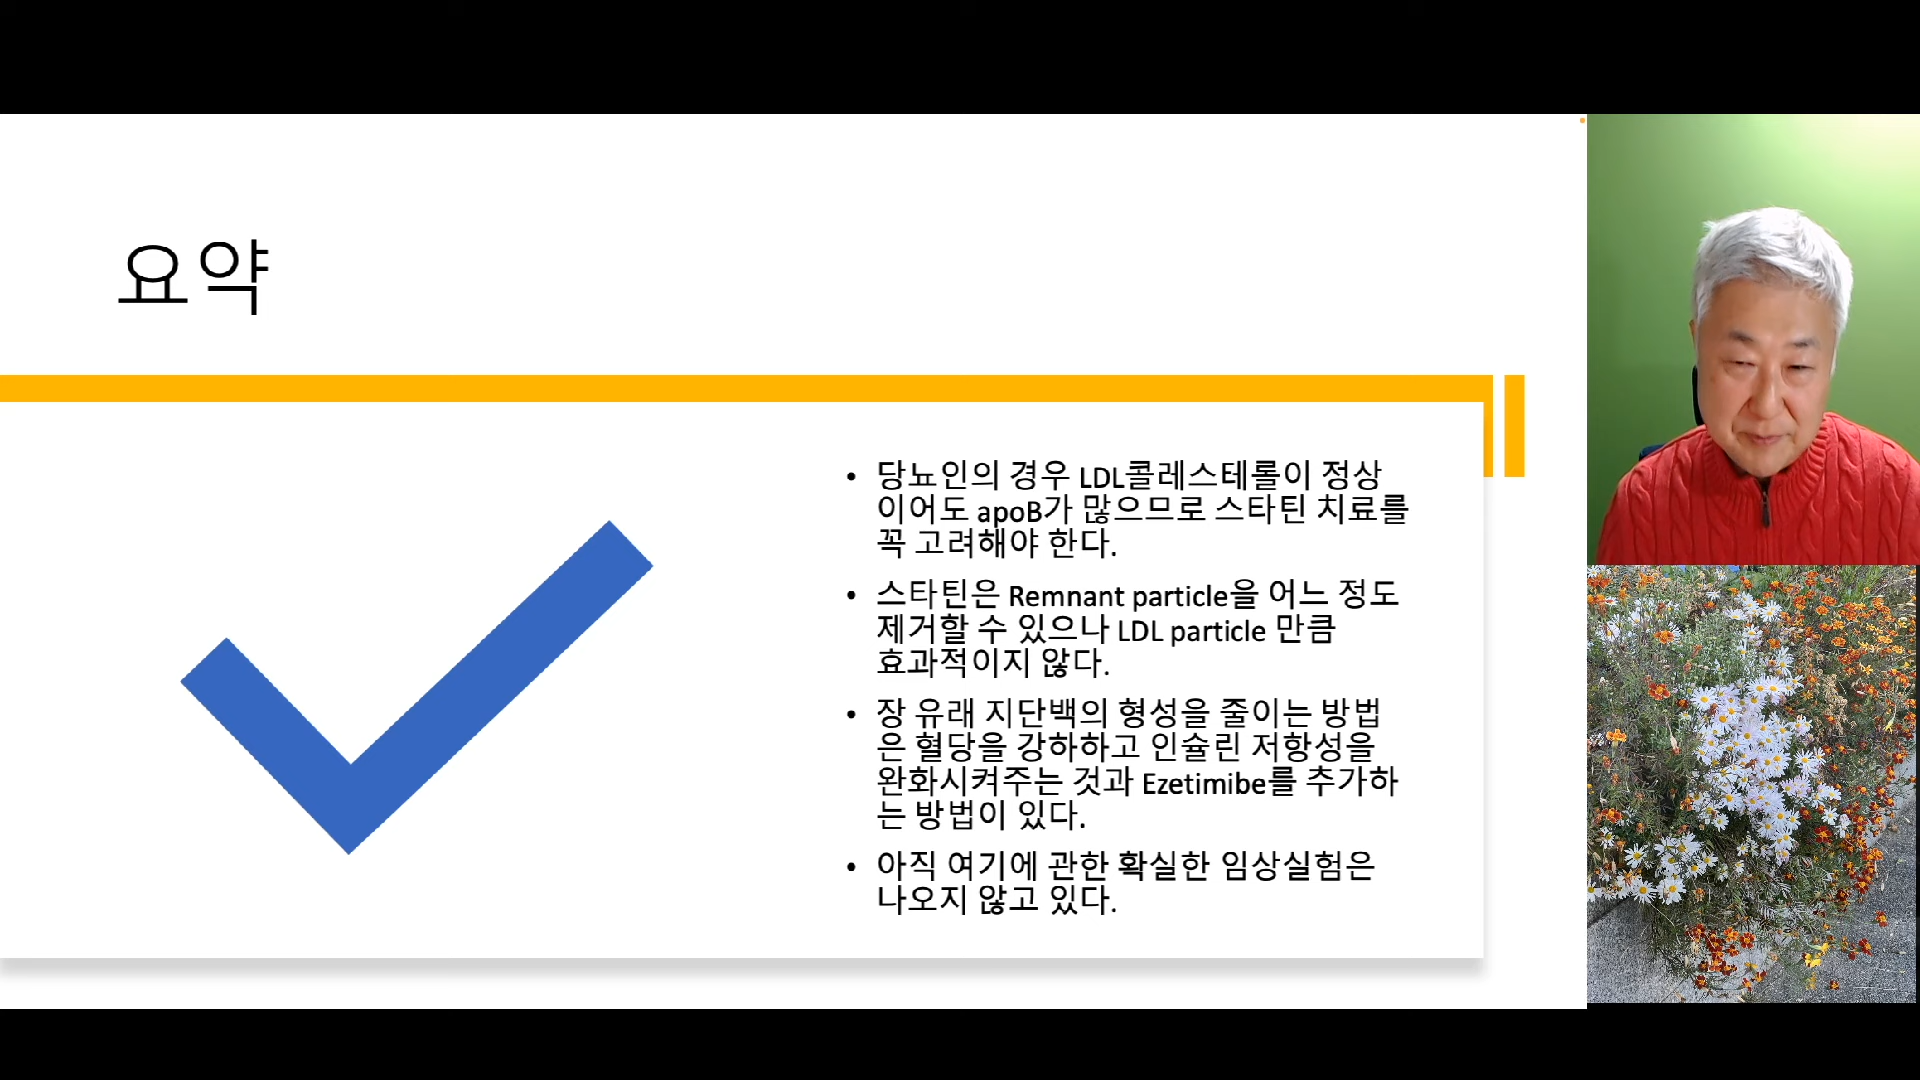 요약
• 당뇨인의 경우 LDL콜레스테롤이 정상
이어도 apoB가 많으므로 스타틴 치료를
꼭 고려해야 한다.
• 스타틴은 Remnant particle을 어느 정도
제거할 수 있으나 LDL particle 만큼
효과적이지 않다.
• 장 유래 지단백의 형성을 줄이는 방법
은 혈당을 강하하고 인슐린 저항성을
완화시켜주는 것과 Ezetimibe를 추가하
는 방법이 있다.
• 아직 여기에 관한 확실한 임상실험은
나오지 않고 있다.